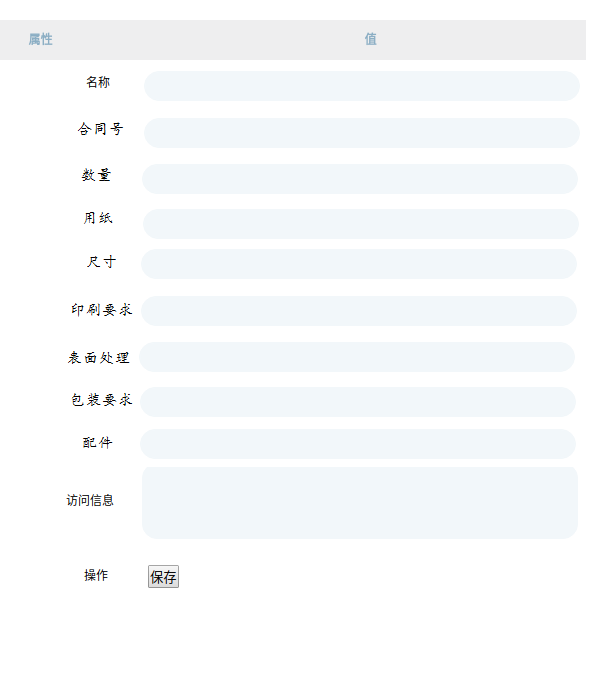 属性 值
名称
合同号
数量
用纸
尺寸
印刷要求
表面处理
包装要求
配件
访问信息
操作 保存